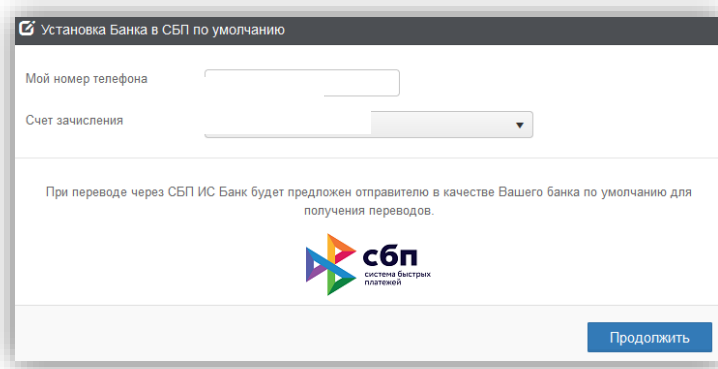 Установка Банка в СБП по умолчанию
Мой номер телефона
Счет зачисления
При переводе через СБП ИС Банк будет предложен отправителю в качестве Вашего банка по умолчанию для
получения переводов.
сбп
система быстрых
платежей
Продолжить